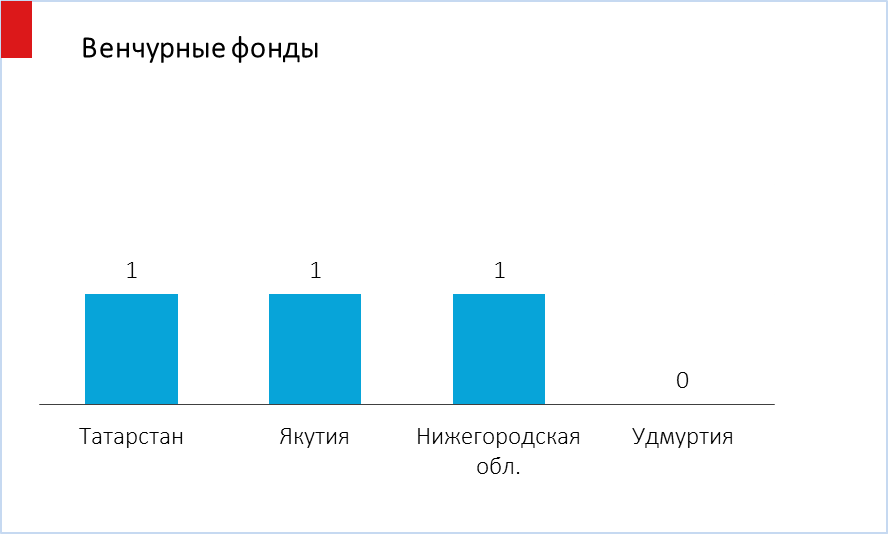 Венчурные фонды
1 1 1 0
Татарстан Якутия Нижегородская Удмуртия
обл.